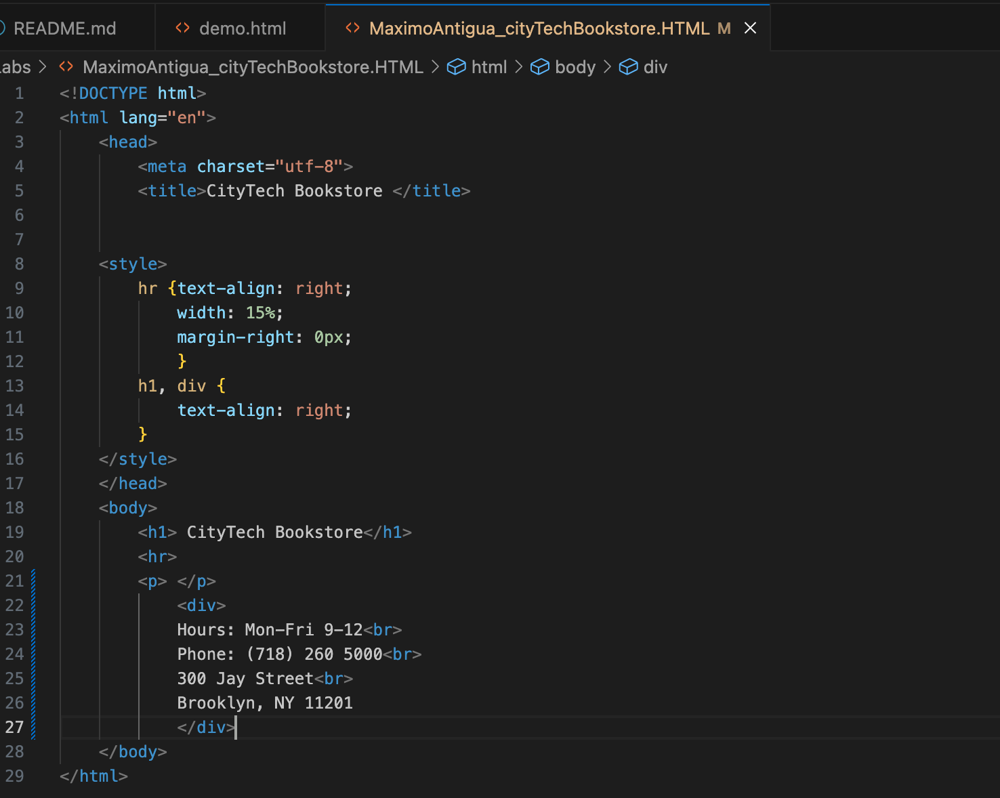 README.md
demo.html
MaximoAntigua_cityTechBookstore.HTML M
abs > MaximoAntigua_cityTechBookstore.HTML > html > body > div
1 <!DOCTYPE html>
2 <html lang="en">
3 <head>
4 <meta charset="utf-8">
5 <title>CityTech Bookstore </title>
6
7
8 <style>
9 hr {text-align: right;
10 width: 15%;
11 margin-right: 0px;
12 }
13 h1, div {
14 text-align: right;
15 }
16 </style>
17 </head>
18 <body>
19 <h1> CityTech Bookstore</h1>
20 <hr>
21 <p> </p>
22 <div>
23 Hours: Mon-Fri 9-12<br>
24 Phone: (718) 260 5000<br>
25 300 Jay Street<br>
26 Brooklyn, NY 11201
27 </div>
28 </body>
29 </html>